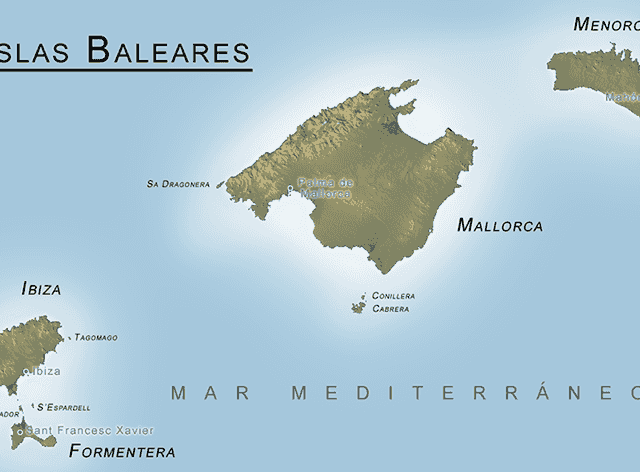 SLAS BALEARES
MENORC
Mahó
SA DRAGONERA
Palma de
Mallorca
MALLORCA
CONILLERA
CABRERA
IBIZA
TAGOMAGO
Ibiza
S'ESPARDELL
ADOR
Sant Francesc Xavier
FORMENTERA
MAR MEDITERRÁNEO